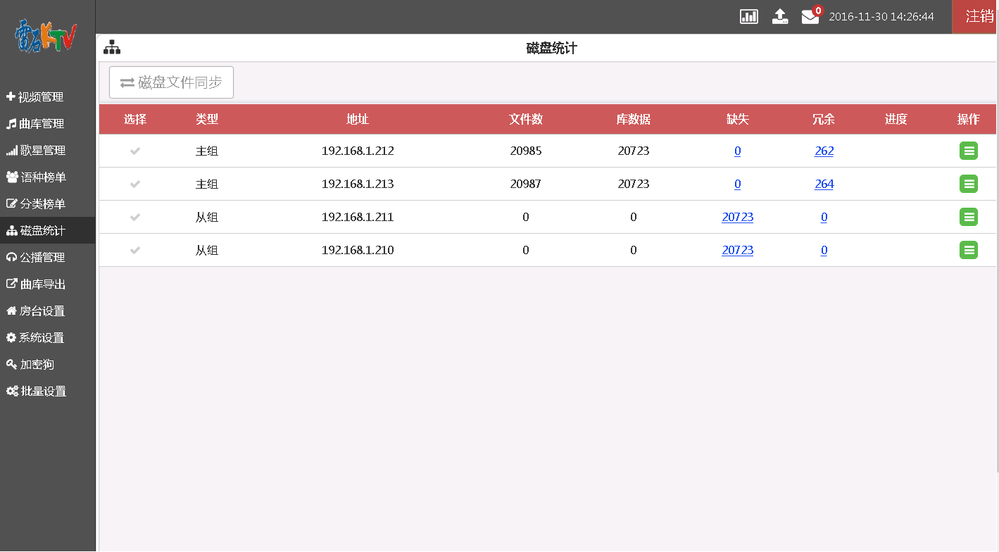 0 2016-11-30 14:26:44 注销
雷石KTV
磁盘统计
磁盘文件同步
视频管理
曲库管理
歌星管理
语种榜单
分类榜单
磁盘统计
公播管理
曲库导出
房台设置
系统设置
加密狗
批量设置
选择 类型 地址 文件数 库数据 缺失 冗余 进度 操作
主组 192.168.1.212 20985 20723 0 262
主组 192.168.1.213 20987 20723 0 264
从组 192.168.1.211 0 0 20723 0
从组 192.168.1.210 0 0 20723 0